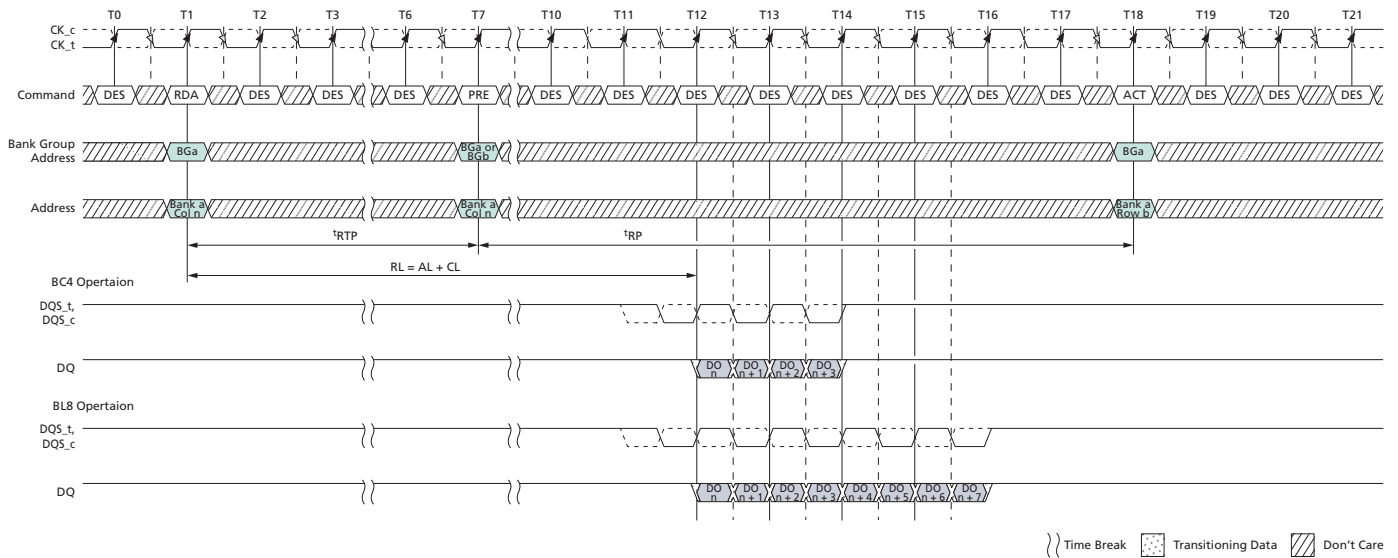 T0 T1 T2 T3 T6 T7 T10 T11 T12 T13 T14 T15 T16 T17 T18 T19 T20 T21
CK_c
CK_t
Command DES RDA DES DES DES PRE DES DES DES DES DES DES DES DES ACT DES DES DES
Bank Group
Address
BGa
BGa or
BGb
BGa
Address
Bank a
Col n
Bank a
Col n
Bank a
Row b
tRTP tRP
RL = AL + CL
BC4 Opertaion
DQS_t,
DQS_c
DQ
DO
n
DO
n + 1
DO
n + 2
DO
n + 3
BL8 Opertaion
DQS_t,
DQS_c
DQ
DO
n
DO
n + 1
DO
n + 2
DO
n + 3
DO
n + 4
DO
n + 5
DO
n + 6
DO
n + 7
Time Break Transitioning Data Don't Care